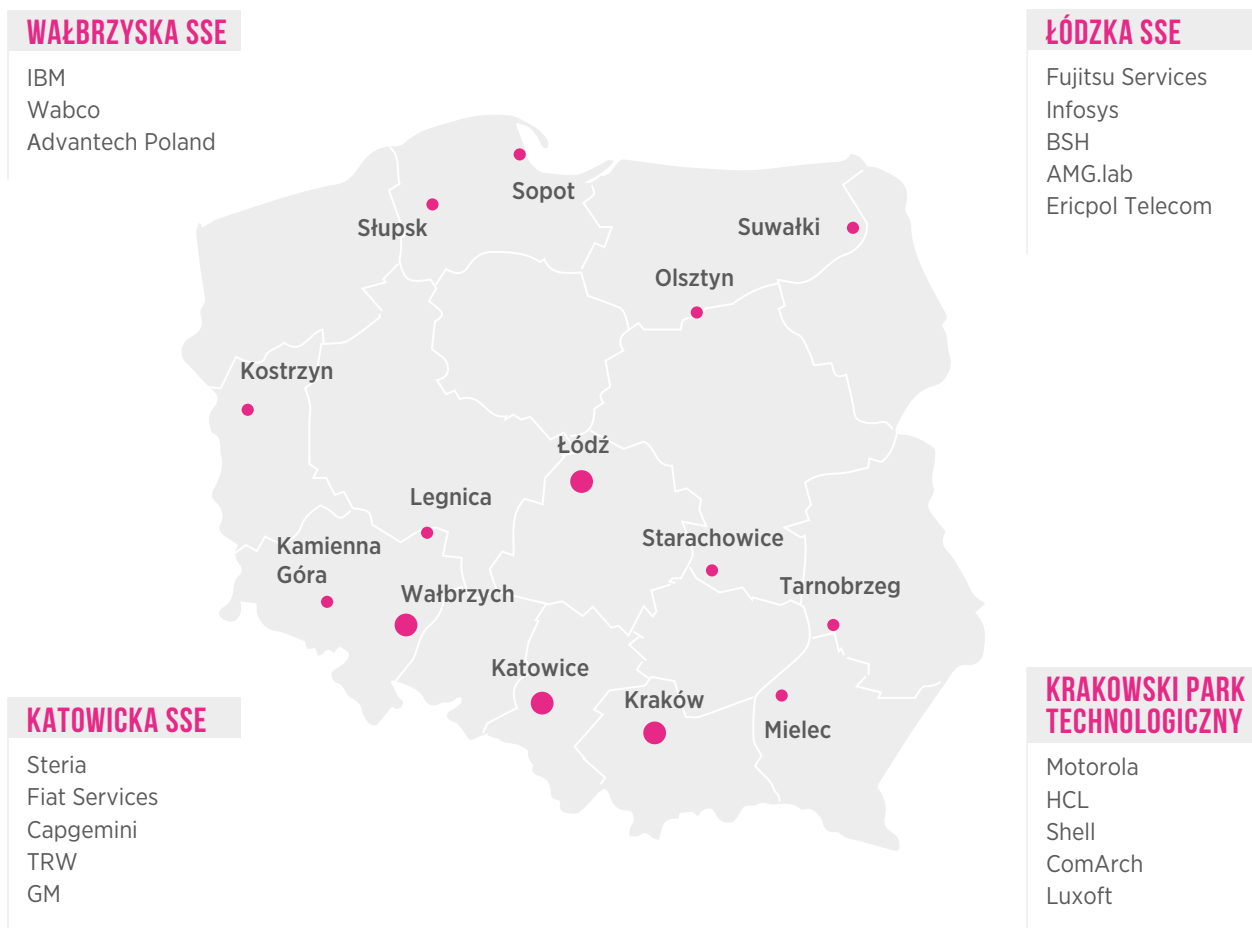 WAŁBRZYSKA SSE
IBM
Wabco
Advantech Poland
ŁÓDZKA SSE
Fujitsu Services
Infosys
BSH
AMG.lab
Ericpol Telecom
Sopot
Słupsk
Suwałki
Olsztyn
Kostrzyn
Łódź
Legnica
Starachowice
Kamienna
Góra
Tarnobrzeg
Wałbrzych
Katowice
Kraków
Mielec
KATOWICKA SSE
Steria
Fiat Services
Capgemini
TRW
GM
KRAKOWSKI PARK
TECHNOLOGICZNY
Motorola
HCL
Shell
ComArch
Luxoft